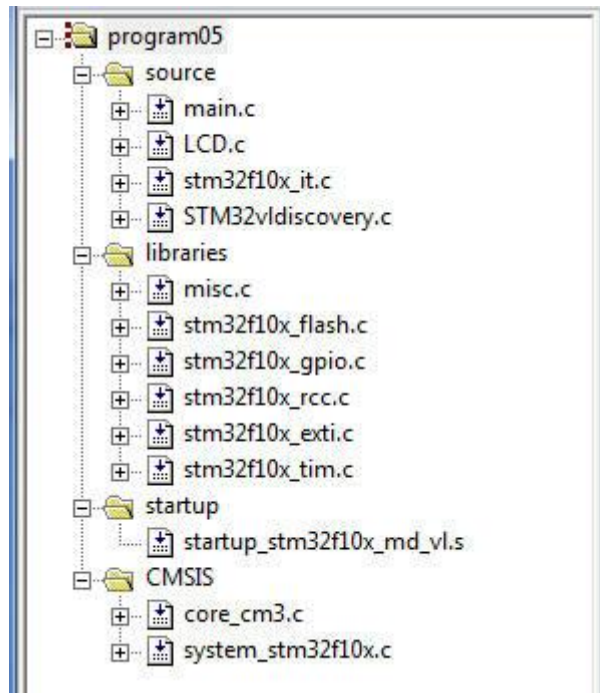 program05
source
main.c
LCD.c
stm32f10x_it.c
STM32vldiscovery.c
libraries
misc.c
stm32f10x_flash.c
stm32f10x_gpio.c
stm32f10x_rcc.c
stm32f10x_exti.c
stm32f10x_tim.c
startup
startup_stm32f10x_md_vl.s
CMSIS
core_cm3.c
system_stm32f10x.c